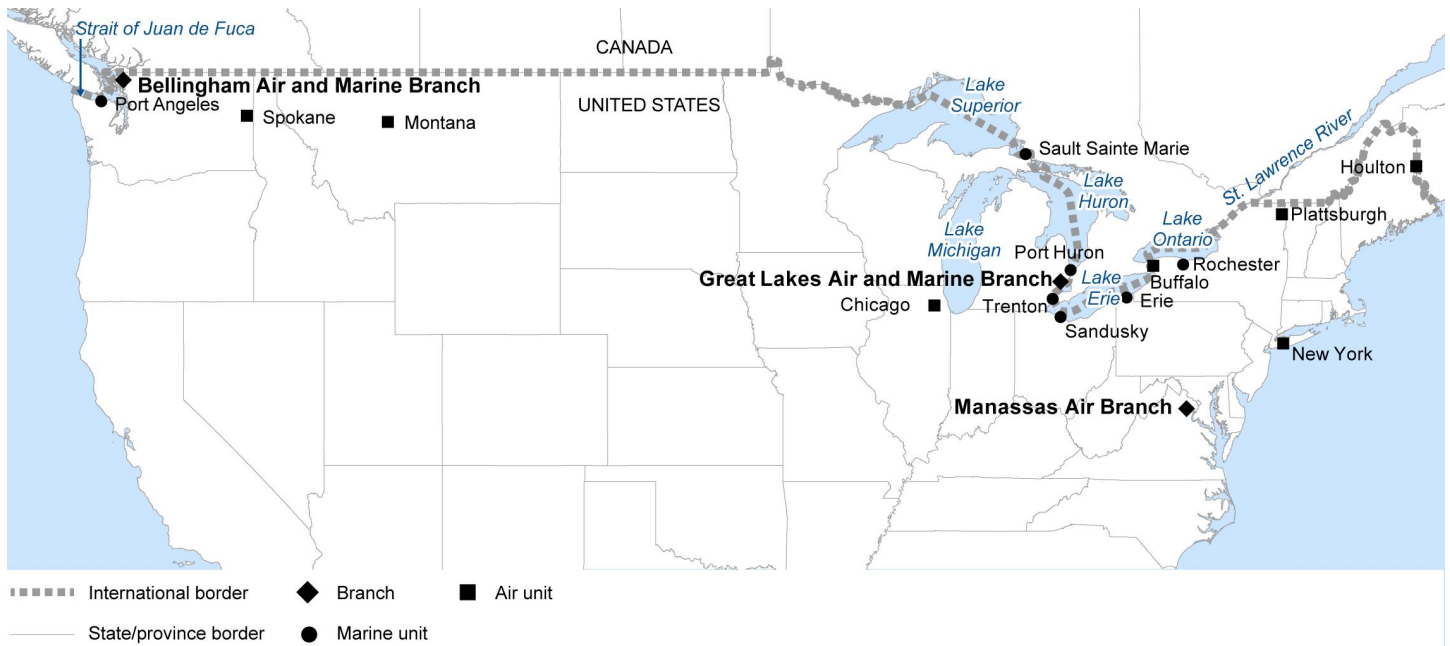 Strait of Juan de Fuca
CANADA
Bellingham Air and Marine Branch
Port Angeles
Spokane
Montana
UNITED STATES
Lake
Superior
Sault Sainte Marie
St. Lawrence River
Houlton
Lake
Huron
Plattsburgh
Lake
Michigan
Lake
Ontario
Port Huron
Rochester
Great Lakes Air and Marine Branch
Lake
Erie
Buffalo
Erie
Chicago
Trenton
Sandusky
New York
Manassas Air Branch
International border
Branch
Air unit
State/province border
Marine unit